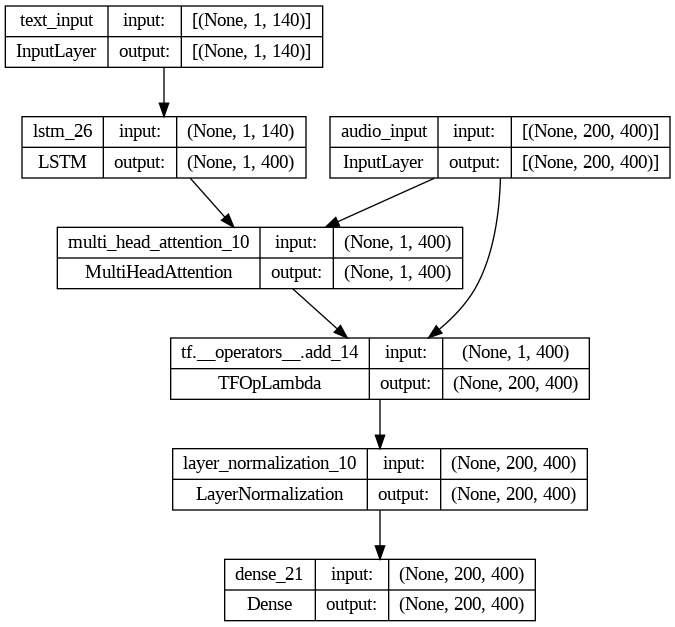 text_input input: [(None, 1, 140)]
InputLayer output: [(None, 1, 140)]
lstm_26 input: (None, 1, 140)
LSTM output: (None, 1, 400)
audio_input input: [(None, 200, 400)]
InputLayer output: [(None, 200, 400)]
multi_head_attention_10 input: (None, 1, 400)
MultiHeadAttention output: (None, 1, 400)
tf.__operators__.add_14 input: (None, 1, 400)
TFOpLambda output: (None, 200, 400)
layer_normalization_10 input: (None, 200, 400)
LayerNormalization output: (None, 200, 400)
dense_21 input: (None, 200, 400)
Dense output: (None, 200, 400)